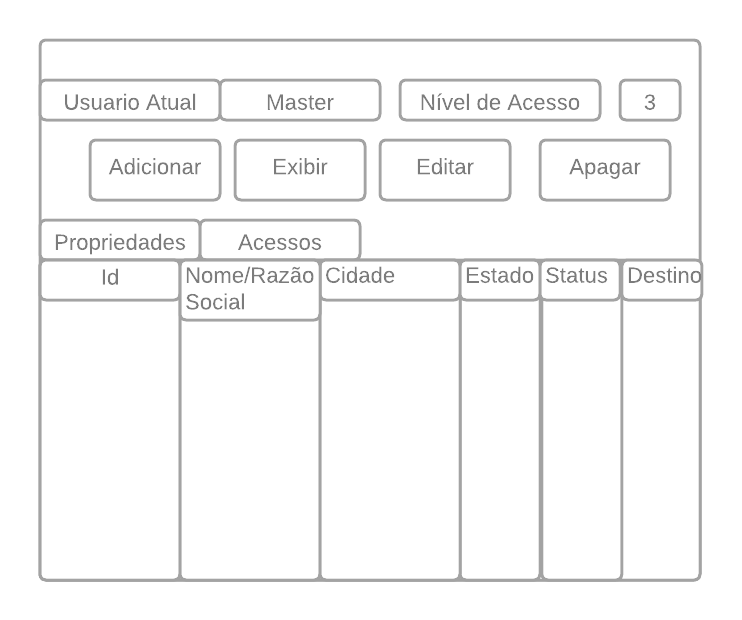 Usuario Atual Master Nível de Acesso 3
Adicionar Exibir Editar Apagar
Propriedades Acessos
Id Nome/Razão Cidade Estado Status Destino
Social